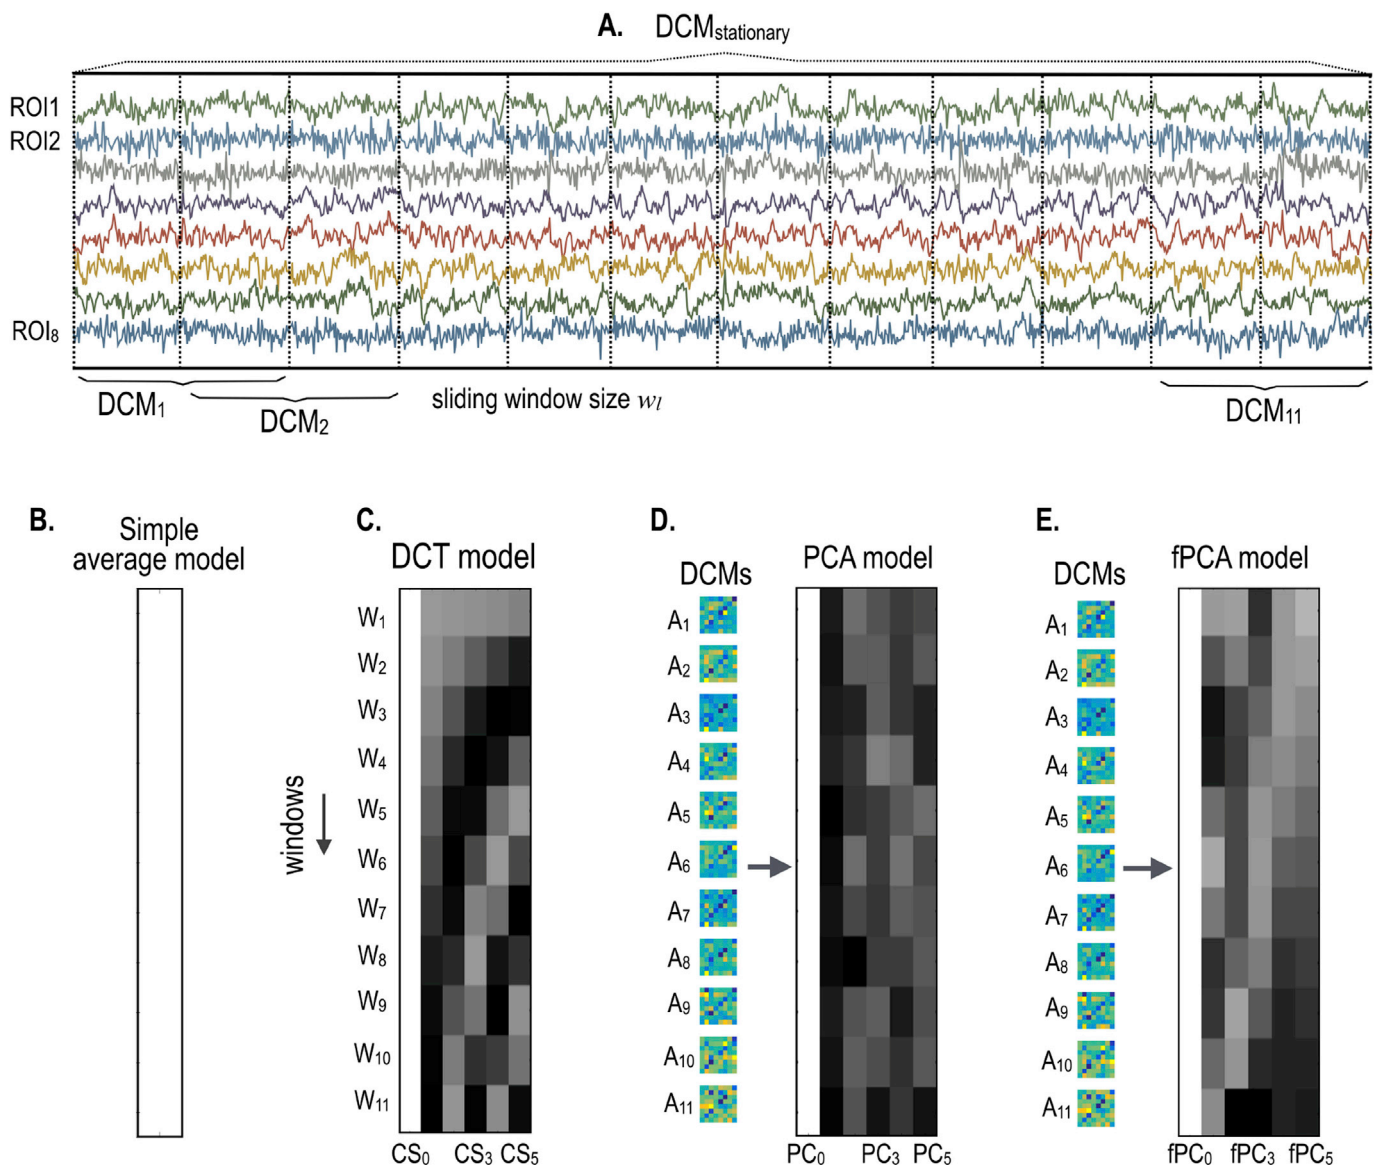 A. DCMstationary
ROI1
ROI2
ROI8
DCM1
DCM2
sliding window size wl
DCM11
B.
Simple
average model
C.
DCT model
windows
W1
W2
W3
W4
W5
W6
W7
W8
W9
W10
W11
CS0 CS3 CS5
D.
PCA model
DCMs
A1
A2
A3
A4
A5
A6
A7
A8
A9
A10
A11
PC0 PC3 PC5
E.
fPCA model
DCMs
A1
A2
A3
A4
A5
A6
A7
A8
A9
A10
A11
fPC0 fPC3 fPC5